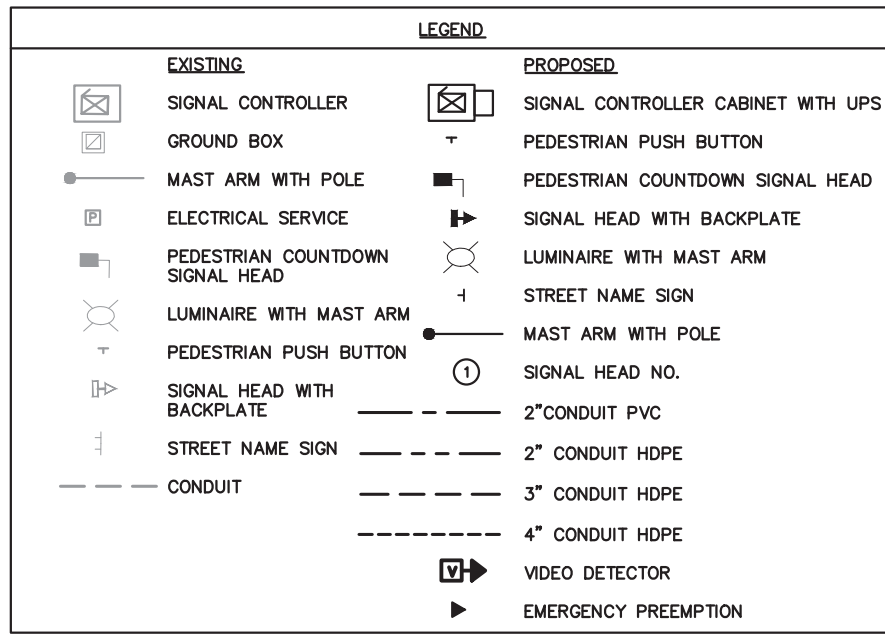 LEGEND
EXISTING
SIGNAL CONTROLLER
GROUND BOX
MAST ARM WITH POLE
P
ELECTRICAL SERVICE
PEDESTRIAN COUNTDOWN
SIGNAL HEAD
LUMINAIRE WITH MAST ARM
PEDESTRIAN PUSH BUTTON
SIGNAL HEAD WITH
BACKPLATE
STREET NAME SIGN
CONDUIT
PROPOSED
SIGNAL CONTROLLER CABINET WITH UPS
PEDESTRIAN PUSH BUTTON
PEDESTRIAN COUNTDOWN SIGNAL HEAD
SIGNAL HEAD WITH BACKPLATE
LUMINAIRE WITH MAST ARM
STREET NAME SIGN
MAST ARM WITH POLE
1
SIGNAL HEAD NO.
2"CONDUIT PVC
2" CONDUIT HDPE
3" CONDUIT HDPE
4" CONDUIT HDPE
V
VIDEO DETECTOR
EMERGENCY PREEMPTION